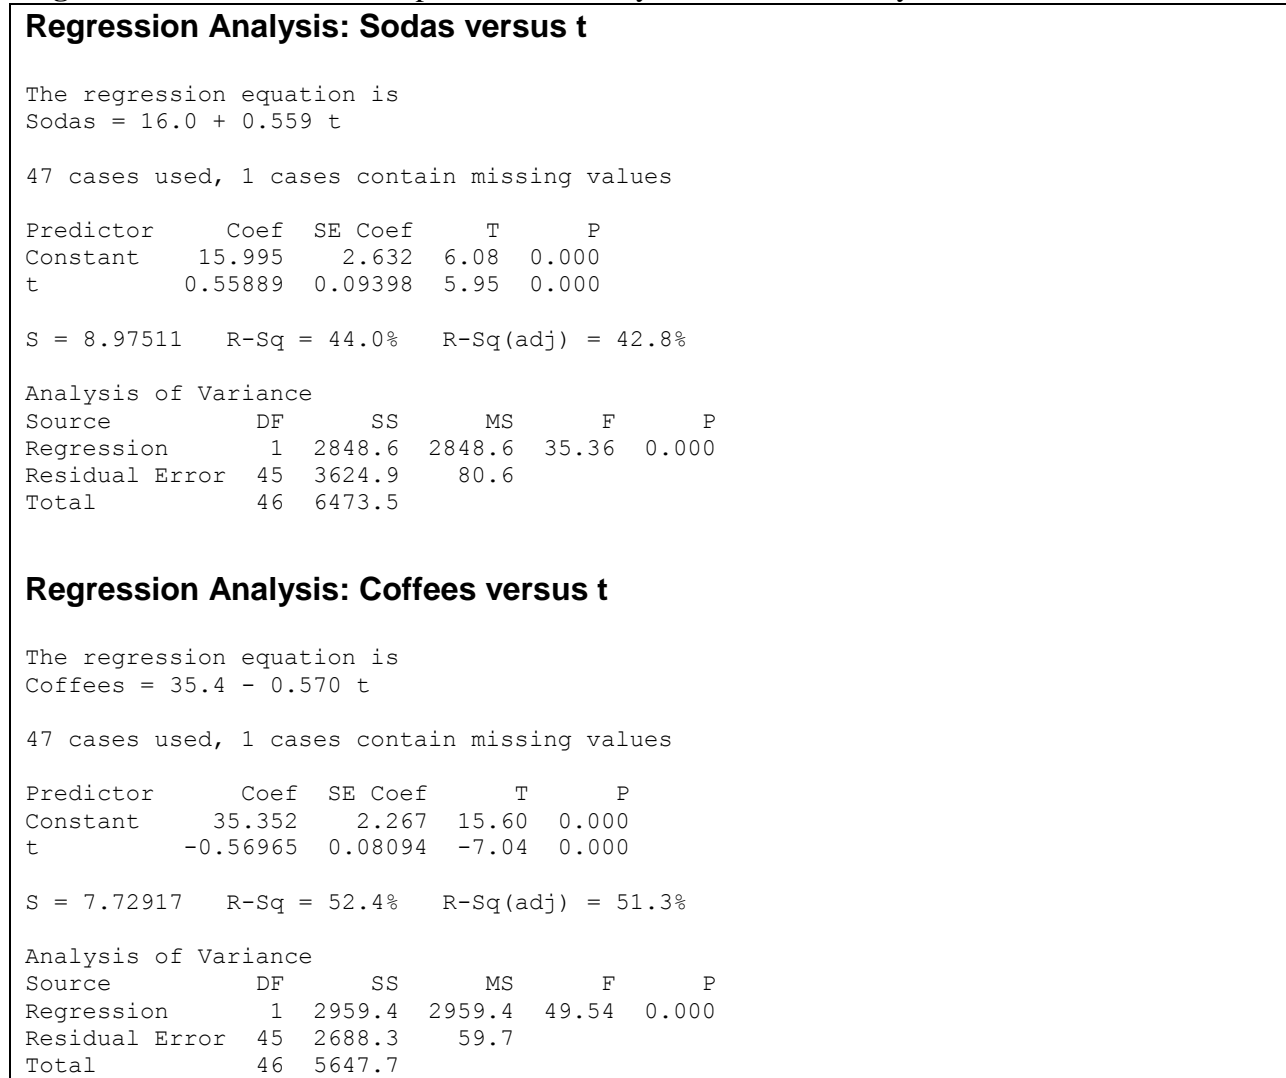 Regression Analysis: Sodas versus t
The regression equation is
Sodas = 16.0 + 0.559 t
47 cases used, 1 cases contain missing values
Predictor Coef SE Coef T P
Constant 15.995 2.632 6.08 0.000
t 0.55889 0.09398 5.95 0.000
S = 8.97511 R-Sq = 44.0% R-Sq(adj) = 42.8%
Analysis of Variance
Source DF SS MS F P
Regression 1 2848.6 2848.6 35.36 0.000
Residual Error 45 3624.9 80.6
Total 46 6473.5
Regression Analysis: Coffees versus t
The regression equation is
Coffees = 35.4 - 0.570 t
47 cases used, 1 cases contain missing values
Predictor Coef SE Coef T P
Constant 35.352 2.267 15.60 0.000
t -0.56965 0.08094 -7.04 0.000
S = 7.72917 R-Sq = 52.4% R-Sq(adj) = 51.3%
Analysis of Variance
Source DF SS MS F P
Regression 1 2959.4 2959.4 49.54 0.000
Residual Error 45 2688.3 59.7
Total 46 5647.7